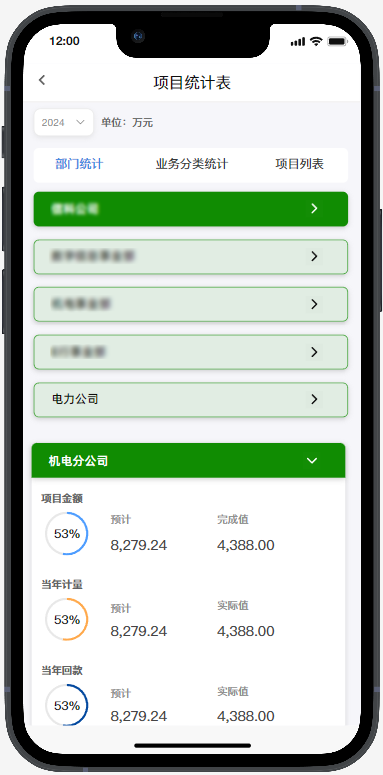 12:00
项目统计表
2024 单位：万元
部门统计 业务分类统计 项目列表
电力公司
机电分公司
项目金额
预计 完成值
53% 8,279.24 4,388.00
当年计量
预计 实际值
53% 8,279.24 4,388.00
当年回款
预计 实际值
53% 8,279.24 4,388.00